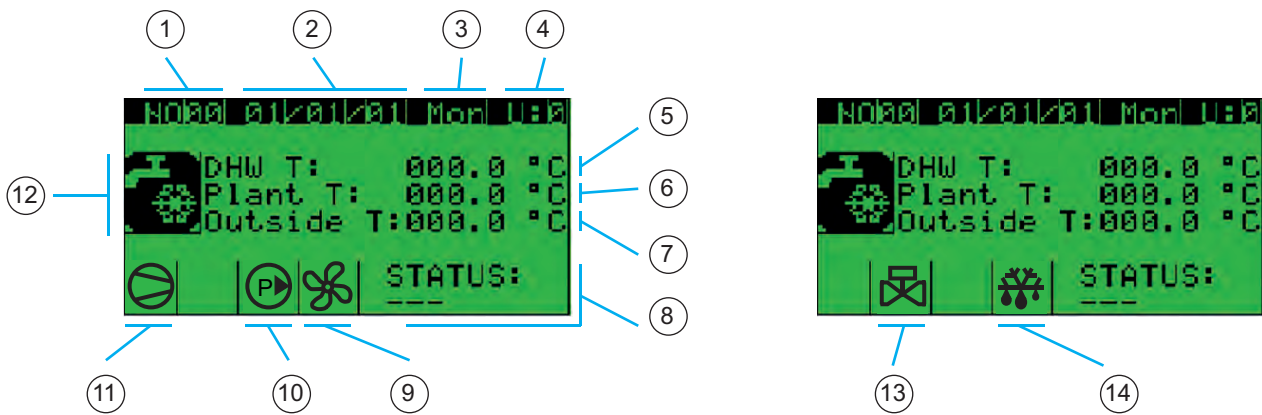 1 2 3 4
NO00 01/01/01 Mon U:0
DHW T: 000.0 °C
Plant T: 000.0 °C
Outside T:000.0 °C
STATUS:
P ---
5
6
7
8
9
10
11
12
NO00 01/01/01 Mon U:0
DHW T: 000.0 °C
Plant T: 000.0 °C
Outside T:000.0 °C
STATUS:
---
13 14